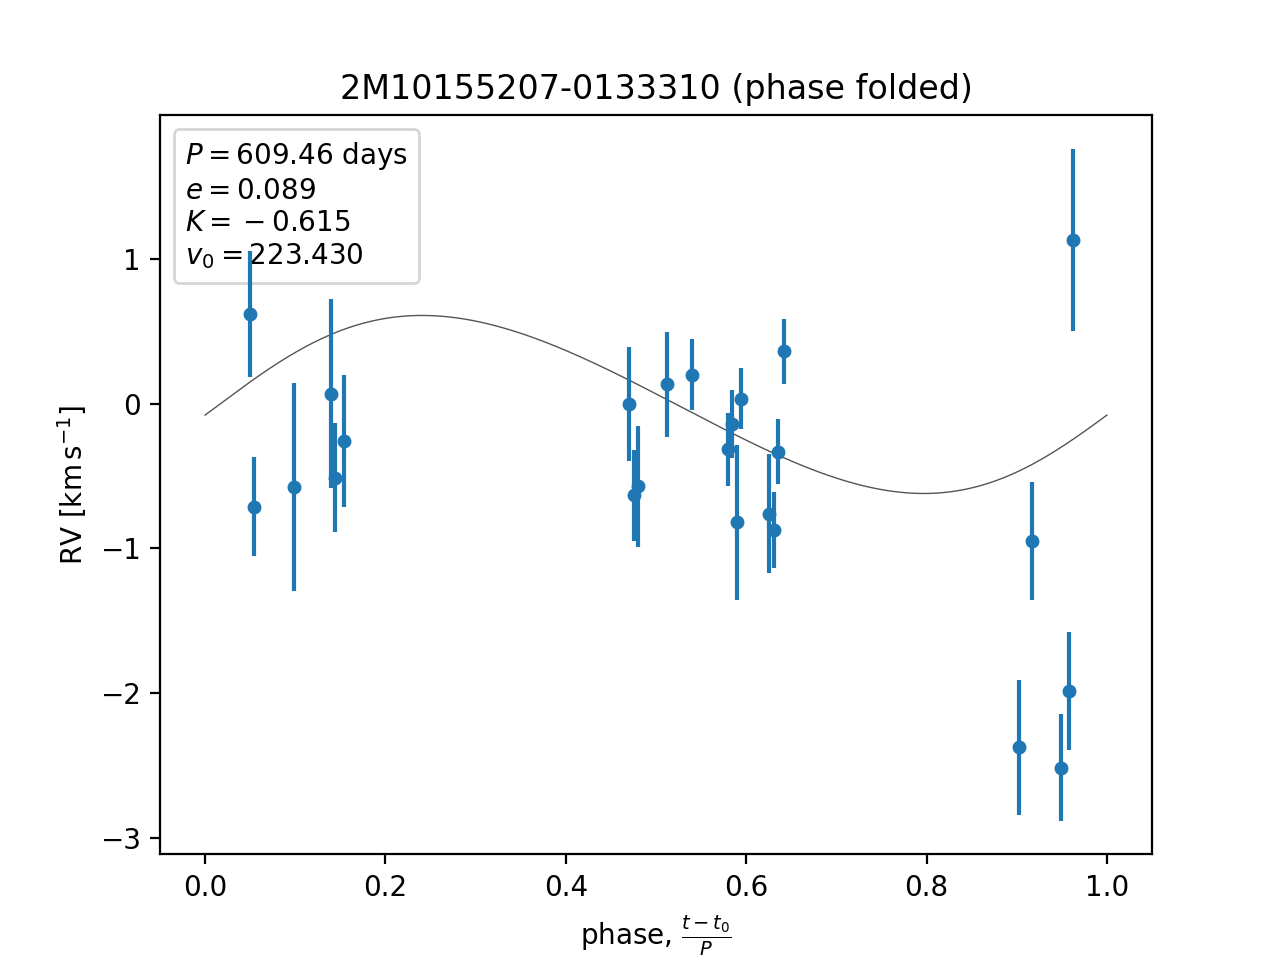 2M10155207-0133310 (phase folded)
P = 609.46 days
e = 0.089
K = −0.615
v₀ = 223.430
1
0
−1
−2
−3
RV [km s⁻¹]
0.0 0.2 0.4 0.6 0.8 1.0
phase, (t − t₀)/P